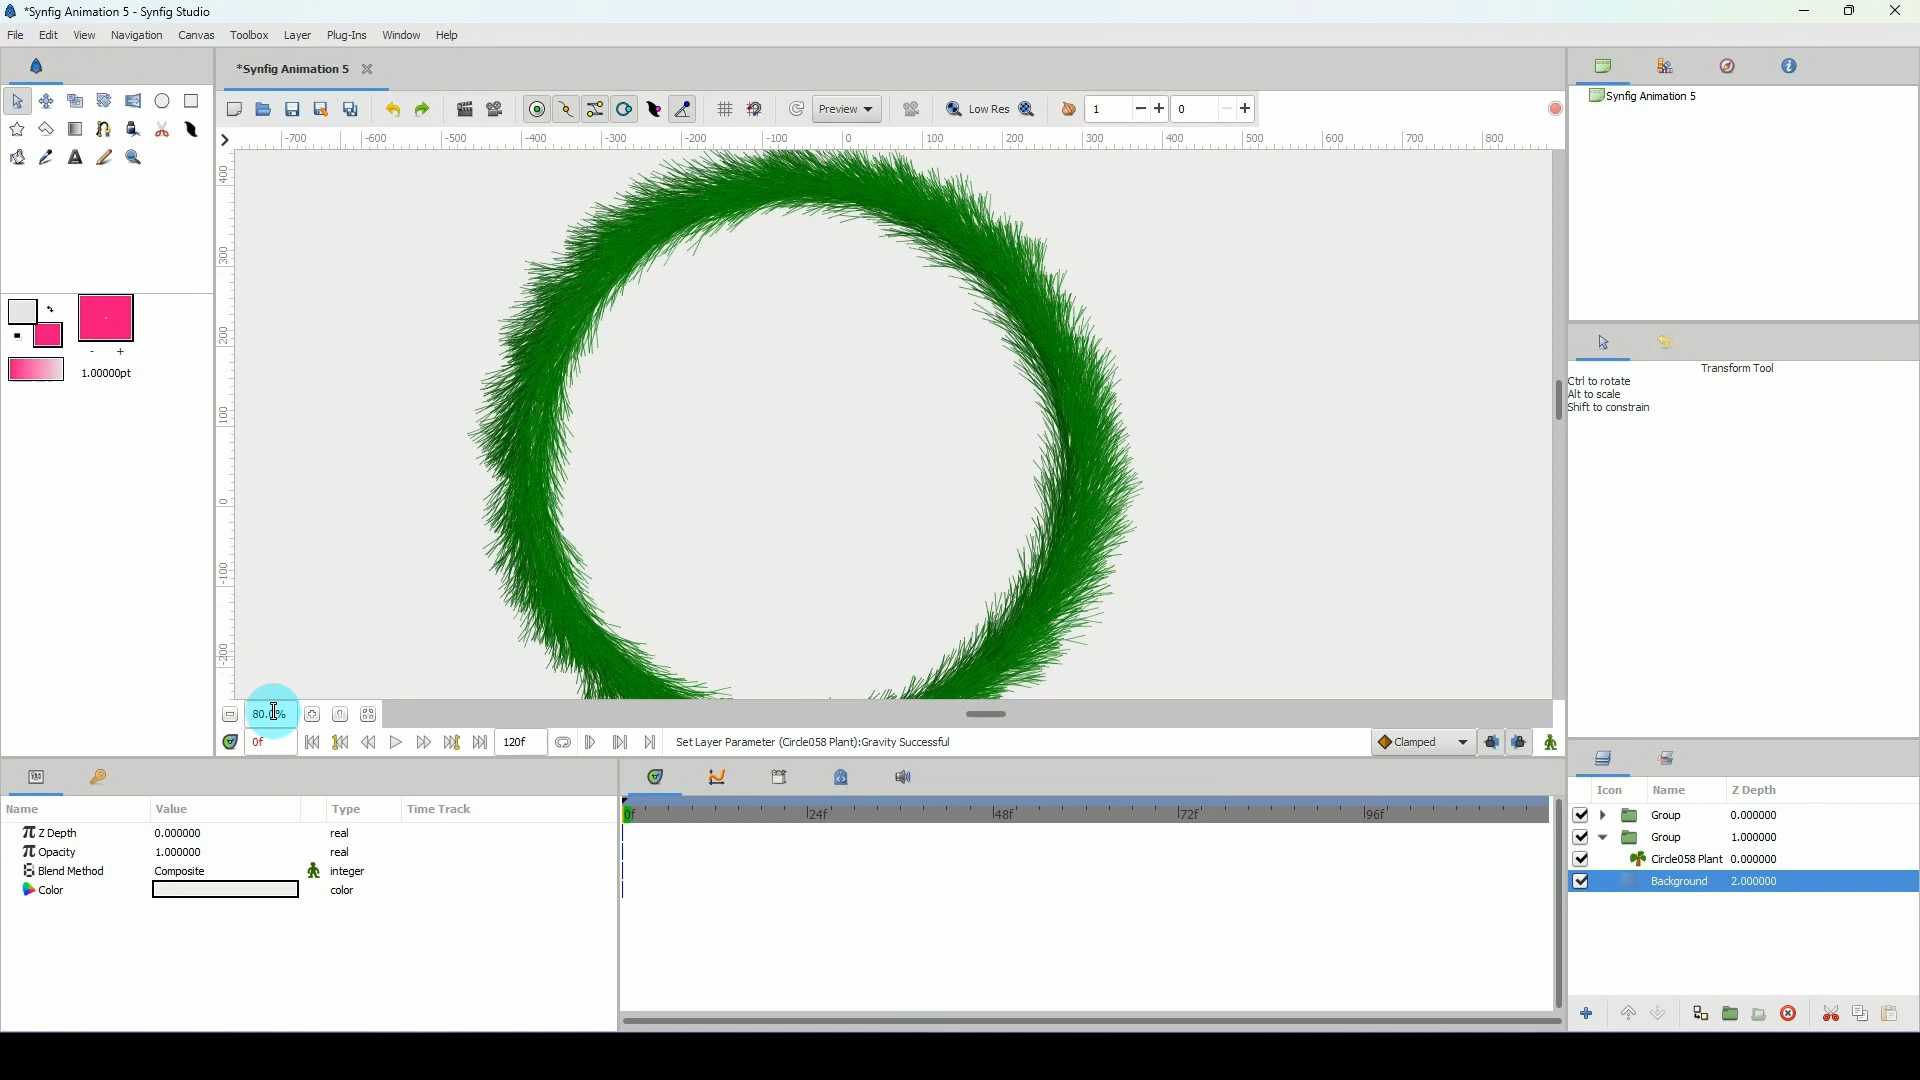 *Synfig Animation 5 - Synfig Studio
File Edit View Navigation Canvas Toolbox Layer Plug-Ins Window Help
*Synfig Animation 5
Preview Low Res 1 0
-700 -600 -500 -400 -300 -200 -100 0 100 200 300 400 500 600 700 800
400
300
200
100
0
-100
-200
- +
1.00000pt
Synfig Animation 5
Transform Tool
Ctrl to rotate
Alt to scale
Shift to constrain
80.0%
0f 120f Set Layer Parameter (Circle058 Plant):Gravity Successful Clamped
Name Value Type Time Track
Z Depth 0.000000 real
Opacity 1.000000 real
Blend Method Composite integer
Color color
0f 24f 48f 72f 96f
Icon Name Z Depth
Group 0.000000
Group 1.000000
Circle058 Plant 0.000000
Background 2.000000